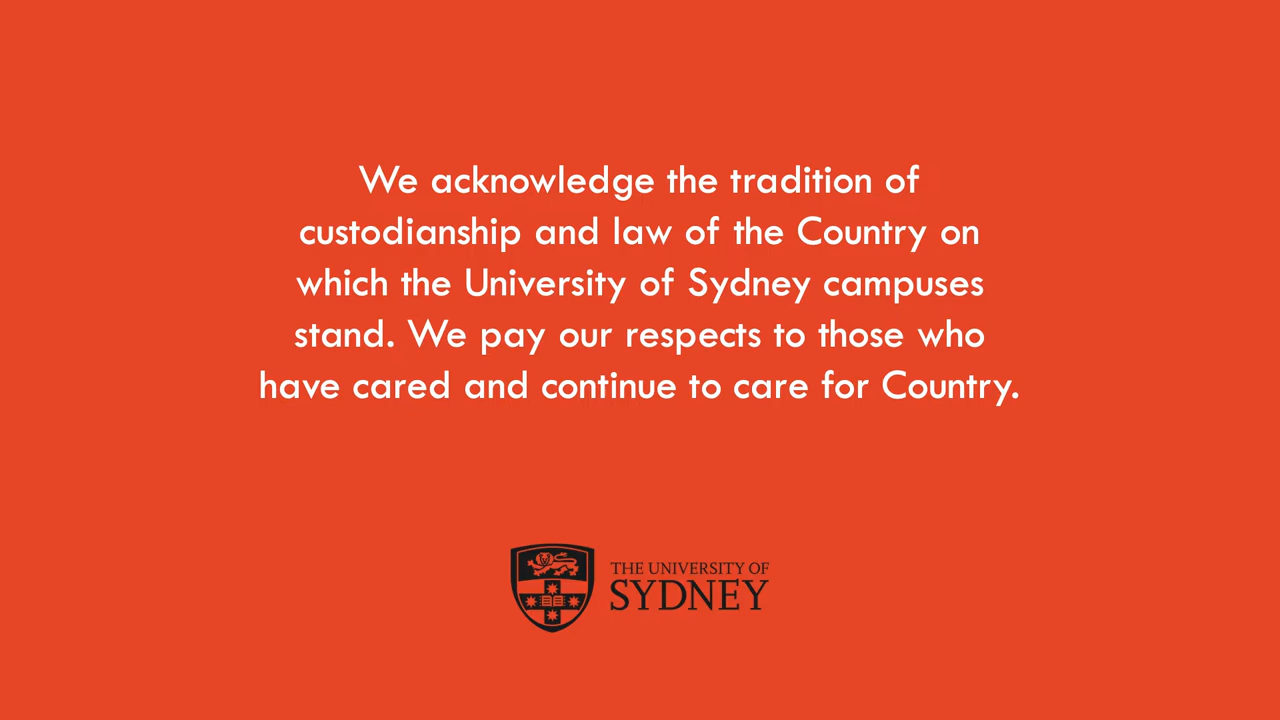 We acknowledge the tradition of
custodianship and law of the Country on
which the University of Sydney campuses
stand. We pay our respects to those who
have cared and continue to care for Country.
THE UNIVERSITY OF
SYDNEY